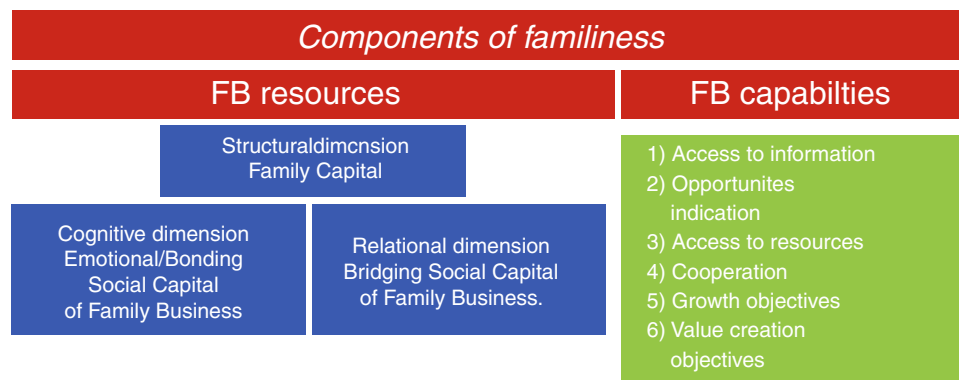 Components of familiness
FB resources
FB capabilties
Structuraldimcnsion
Family Capital
Cognitive dimension
Emotional/Bonding
Social Capital
of Family Business
Relational dimension
Bridging Social Capital
of Family Business.
1) Access to information
2) Opportunites
indication
3) Access to resources
4) Cooperation
5) Growth objectives
6) Value creation
objectives